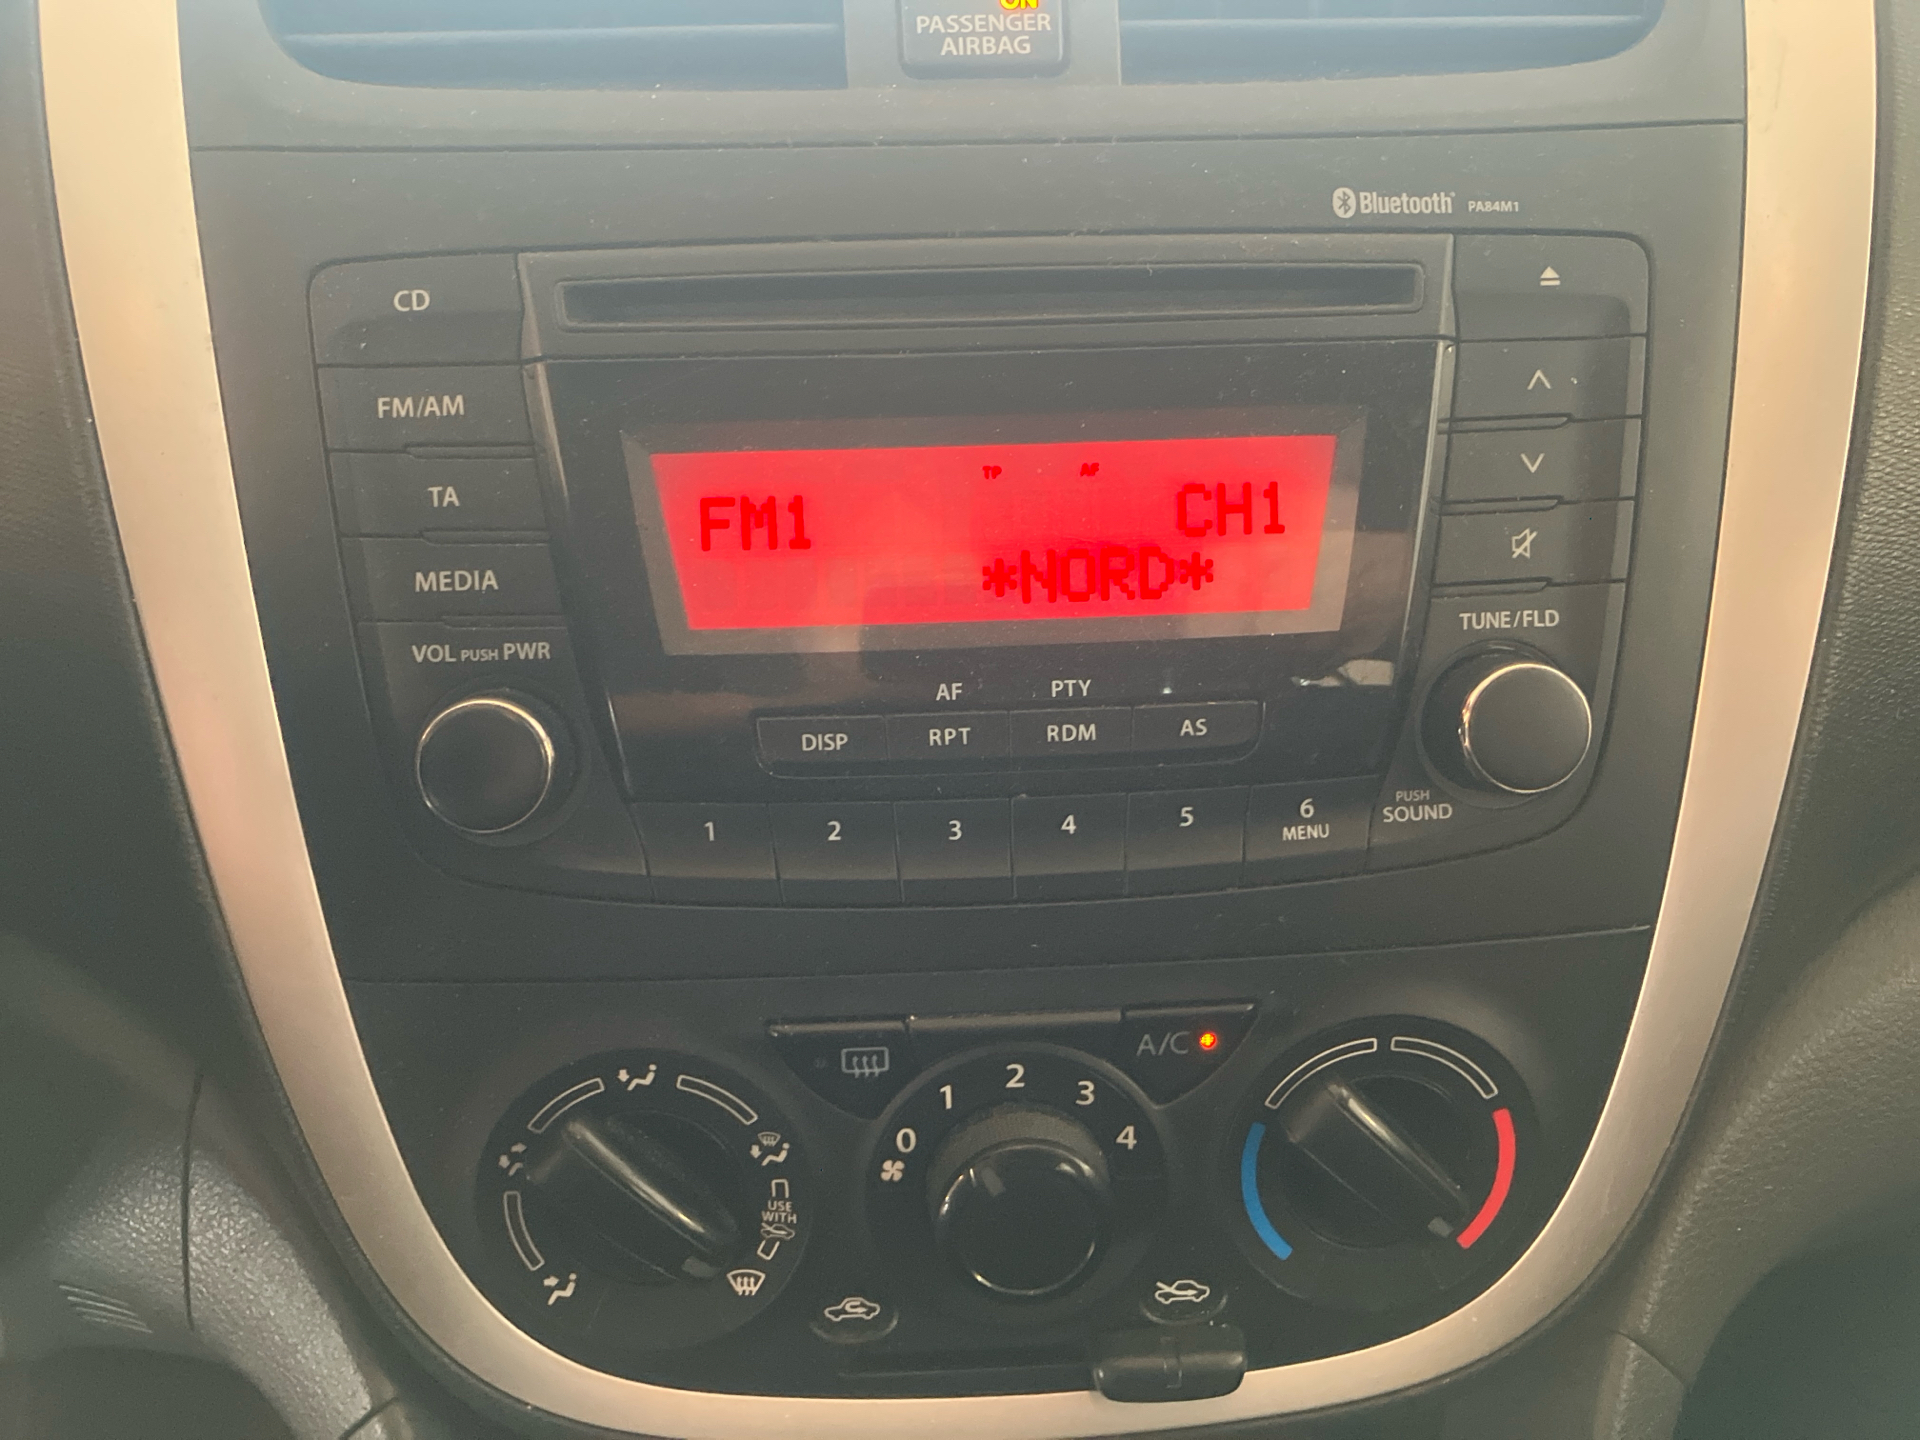 ON
PASSENGER
AIRBAG
Bluetooth PA84M1
CD
FM/AM
TA
MEDIA
VOL PUSH PWR
TP AF
FM1 CH1
*NORD*
TUNE/FLD
AF PTY
DISP RPT RDM AS
PUSH
SOUND
1 2 3 4 5 6
MENU
A/C
0 1 2 3 4
USE
WITH